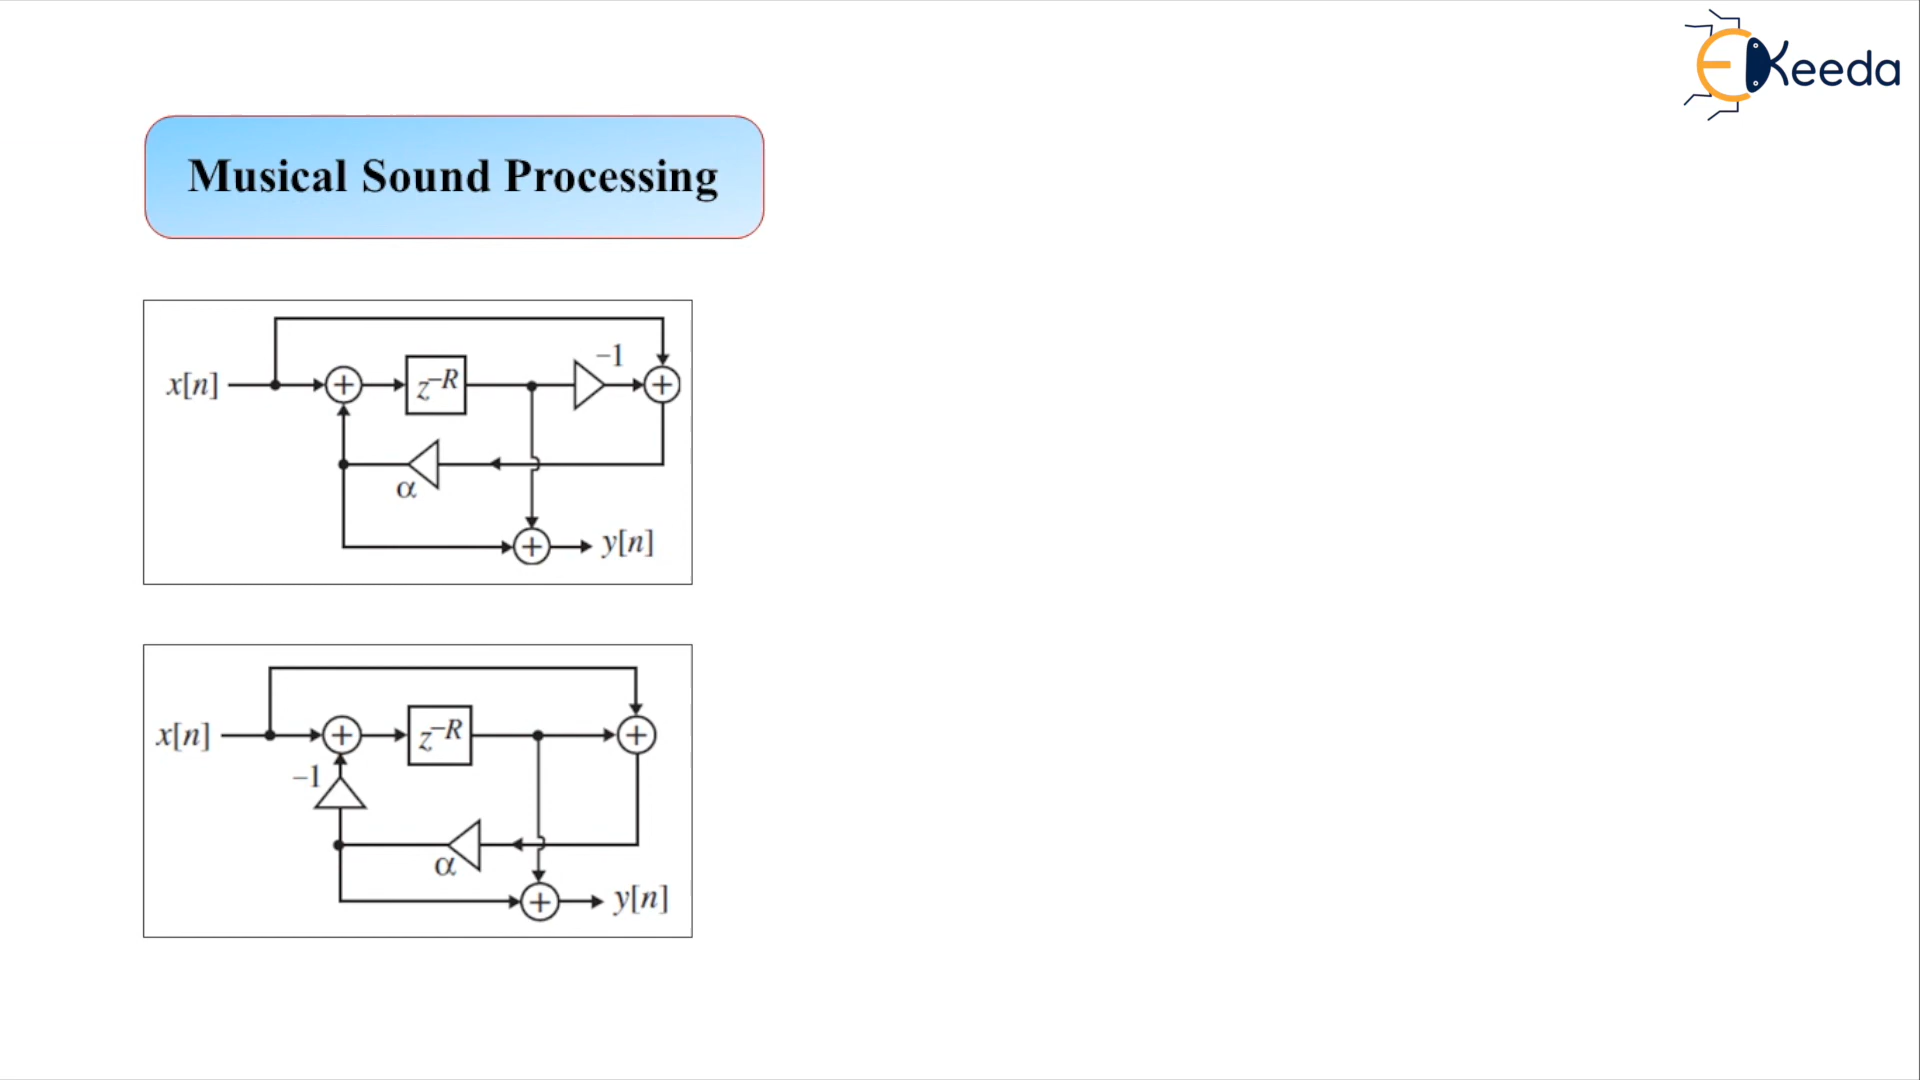 EKeeda
Musical Sound Processing
−1
x[n] + z−R +
α
+ y[n]
x[n] + z−R +
−1
α
+ y[n]